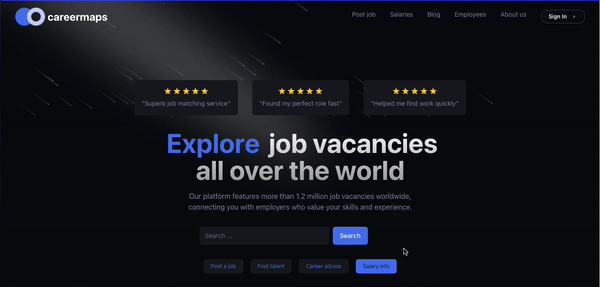 careermaps
Post job Salaries Blog Employees About us Sign In ›
"Superb job matching service" "Found my perfect role fast" "Helped me find work quickly"
Explore job vacancies
all over the world
Our platform features more than 1.2 million job vacancies worldwide,
connecting you with employers who value your skills and experience.
Search ... Search
Post a job Find talent Career advice Salary info